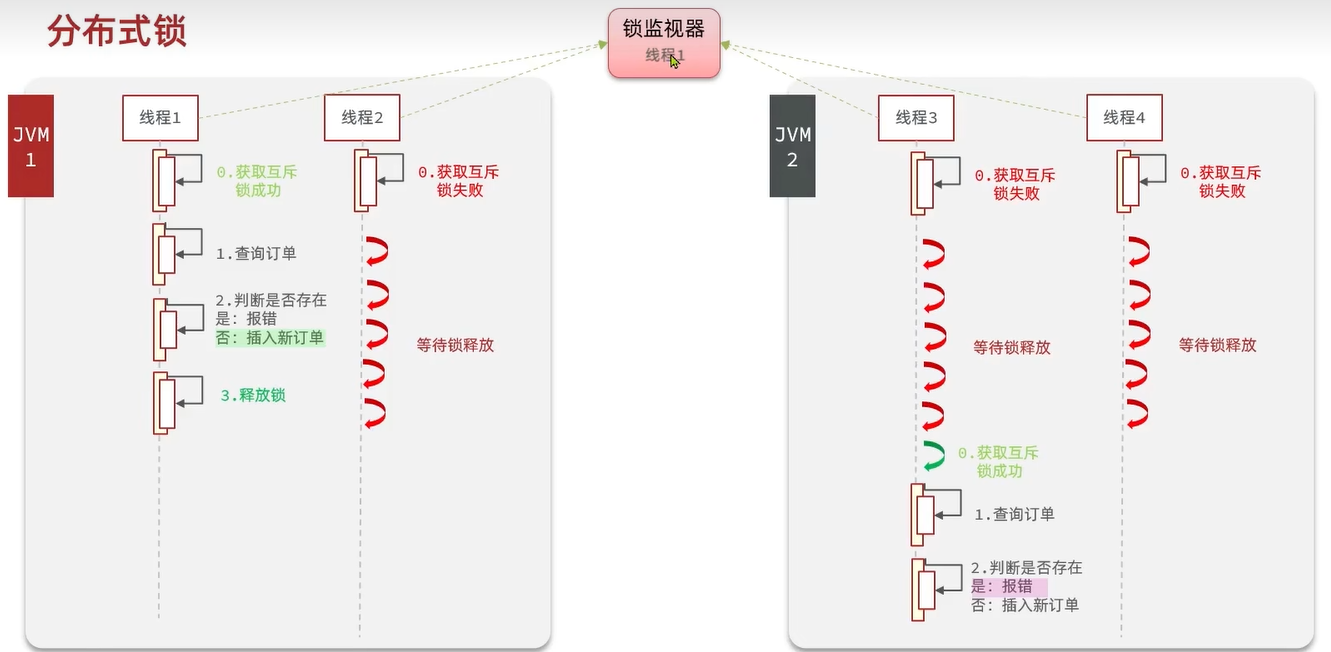 分布式锁
锁监视器
线程1
JVM
1
线程1
0.获取互斥
锁成功
1.查询订单
2.判断是否存在
是: 报错
否: 插入新订单
3.释放锁
线程2
0.获取互斥
锁失败
等待锁释放
JVM
2
线程3
0.获取互斥
锁失败
等待锁释放
0.获取互斥
锁成功
1.查询订单
2.判断是否存在
是: 报错
否: 插入新订单
线程4
0.获取互斥
锁失败
等待锁释放